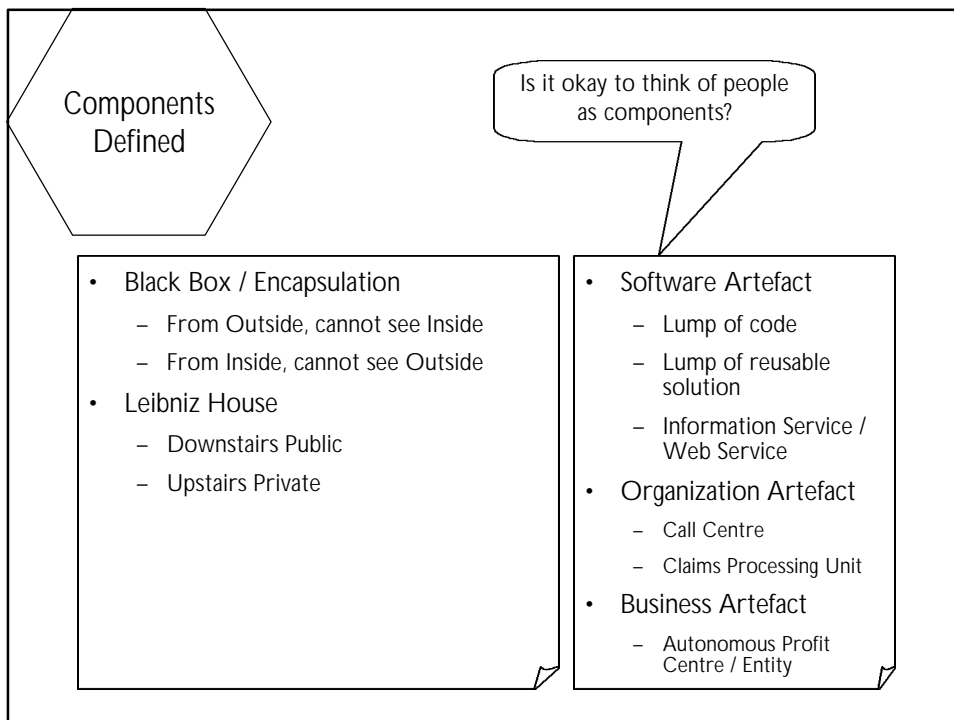 Components
Defined
Is it okay to think of people
as components?
• Black Box / Encapsulation
– From Outside, cannot see Inside
– From Inside, cannot see Outside
• Leibniz House
– Downstairs Public
– Upstairs Private
• Software Artefact
– Lump of code
– Lump of reusable
solution
– Information Service /
Web Service
• Organization Artefact
– Call Centre
– Claims Processing Unit
• Business Artefact
– Autonomous Profit
Centre / Entity